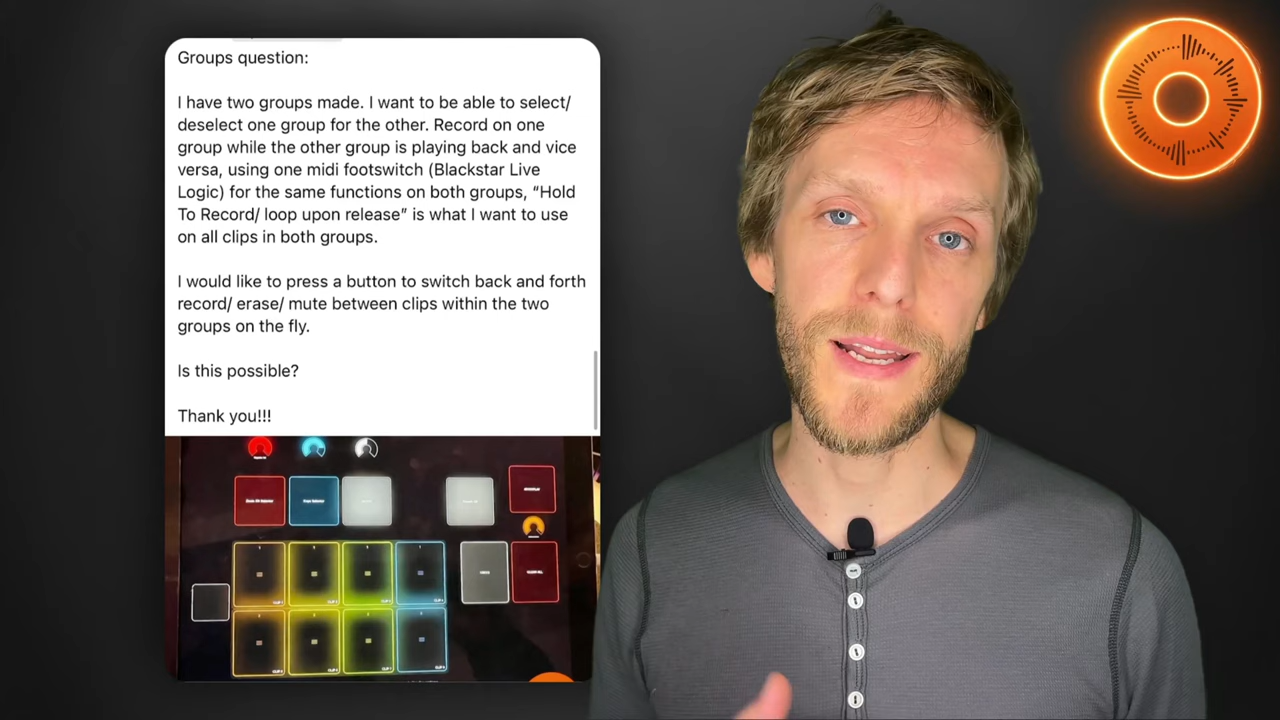 Groups question:
I have two groups made. I want to be able to select/
deselect one group for the other. Record on one
group while the other group is playing back and vice
versa, using one midi footswitch (Blackstar Live
Logic) for the same functions on both groups, “Hold
To Record/ loop upon release” is what I want to use
on all clips in both groups.
I would like to press a button to switch back and forth
record/ erase/ mute between clips within the two
groups on the fly.
Is this possible?
Thank you!!!